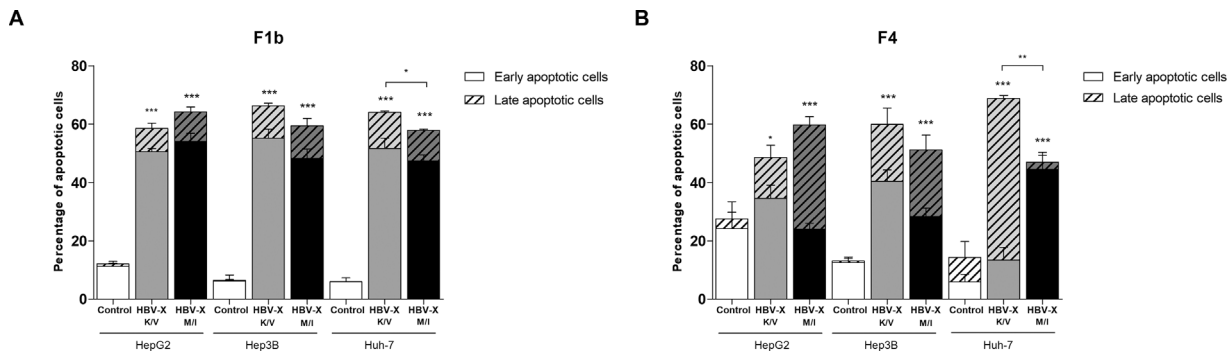 A
F1b
Percentage of apoptotic cells
80
60
40
20
0
*** *** *** *** *** *** *
Early apoptotic cells
Late apoptotic cells
Control HBV-X K/V HBV-X M/I Control HBV-X K/V HBV-X M/I Control HBV-X K/V HBV-X M/I
HepG2 Hep3B Huh-7
B
F4
Percentage of apoptotic cells
80
60
40
20
0
* *** *** *** *** *** **
Early apoptotic cells
Late apoptotic cells
Control HBV-X K/V HBV-X M/I Control HBV-X K/V HBV-X M/I Control HBV-X K/V HBV-X M/I
HepG2 Hep3B Huh-7